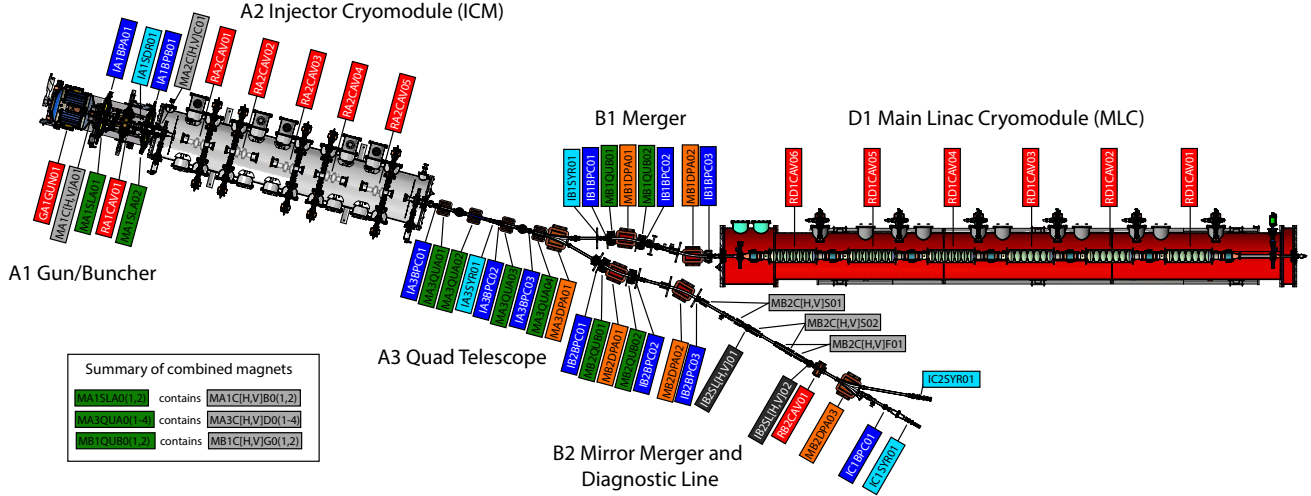 A2 Injector Cryomodule (ICM)
IA1BPA01
IA1SDR01
IA1BPB01
MA2C[H,V]C01
RA2CAV01
RA2CAV02
RA2CAV03
RA2CAV04
RA2CAV05
GA1GUN01
MA1C[H,V]A01
MA1SLA01
RA1CAV01
MA1SLA02
A1 Gun/Buncher
B1 Merger
IB1SYR01
IB1BPC01
MB1QUB01
MB1DPA01
MB1QUB02
IB1BPC02
MB1DPA02
IB1BPC03
D1 Main Linac Cryomodule (MLC)
RD1CAV06
RD1CAV05
RD1CAV04
RD1CAV03
RD1CAV02
RD1CAV01
IA3BPC01
MA3QUA01
MA3QUA02
IA3SYR01
IA3BPC02
MA3QUA03
IA3BPC03
MA3QUA04
MA3DPA01
A3 Quad Telescope
IB2BPC01
MB2QUB01
MB2DPA01
MB2QUB02
IB2BPC02
MB2DPA02
IB2BPC03
IB2SL[H,V]01
MB2C[H,V]S01
MB2C[H,V]S02
MB2C[H,V]F01
IB2SL[H,V]02
RB2CAV01
MB2DPA03
IC1BPC01
IC1SYR01
IC2SYR01
B2 Mirror Merger and
Diagnostic Line
Summary of combined magnets
MA1SLA0(1,2) contains MA1C[H,V]B0(1,2)
MA3QUA0(1-4) contains MA3C[H,V]D0(1-4)
MB1QUB0(1,2) contains MB1C[H,V]G0(1,2)